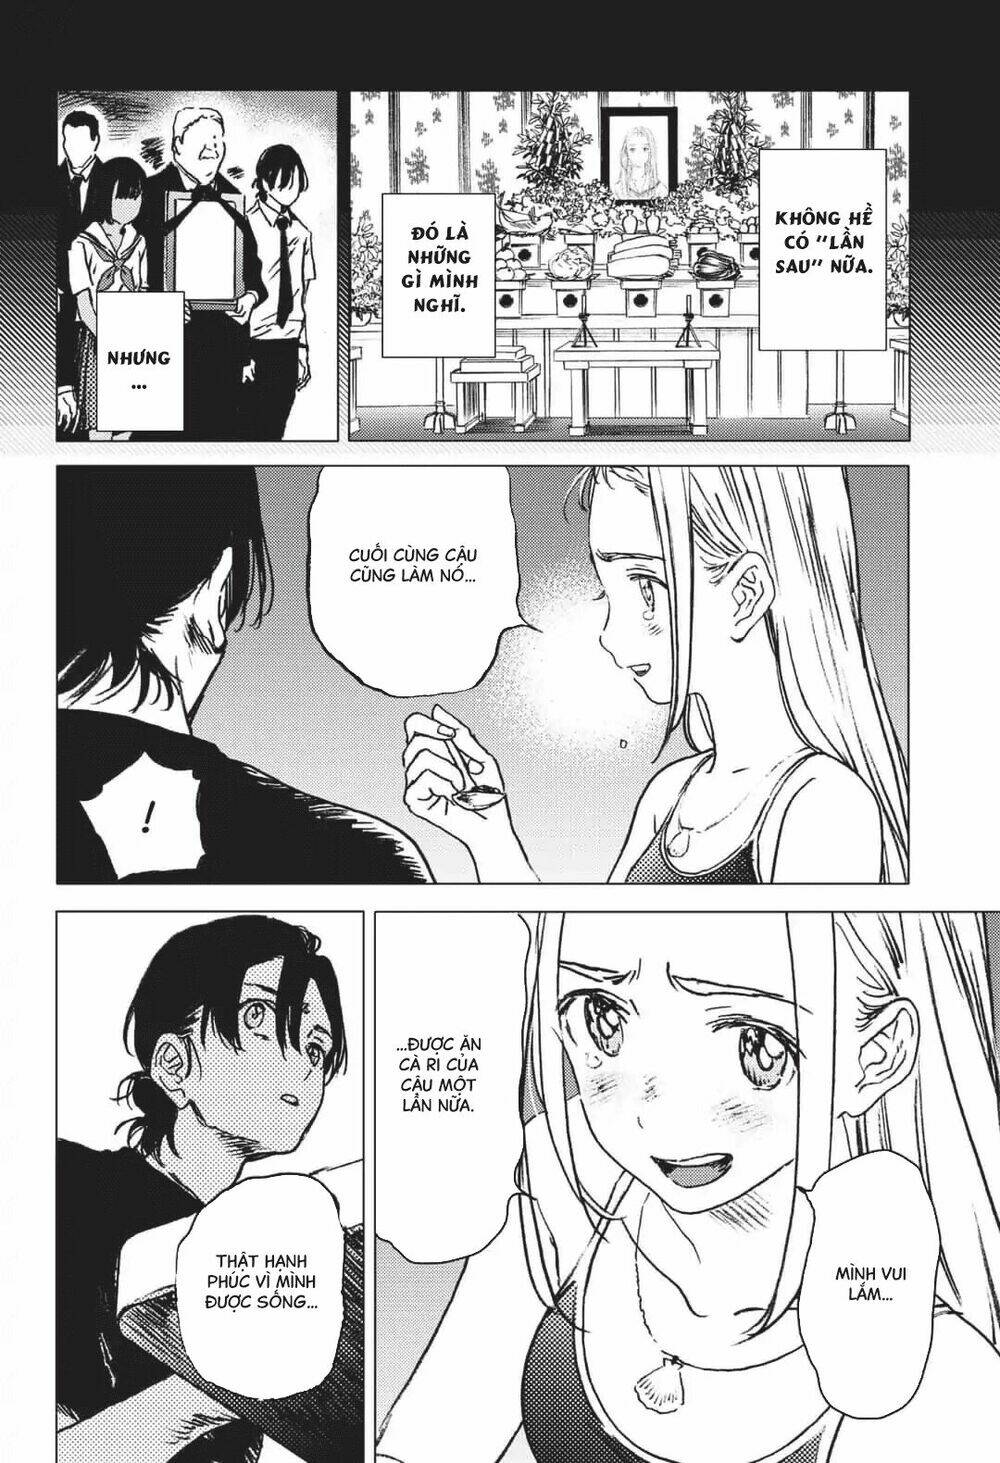 KHÔNG HỀ
CÓ "LẦN
SAU" NỮA.
ĐÓ LÀ
NHỮNG
GÌ MÌNH
NGHĨ.
NHƯNG
...
CUỐI CÙNG CẬU
CŨNG LÀM NÓ...
!
MÌNH VUI
LẮM...
...ĐƯỢC ĂN
CÀ RI CỦA
CẬU MỘT
LẦN NỮA.
THẬT HẠNH
PHÚC VÌ MÌNH
ĐƯỢC SỐNG...